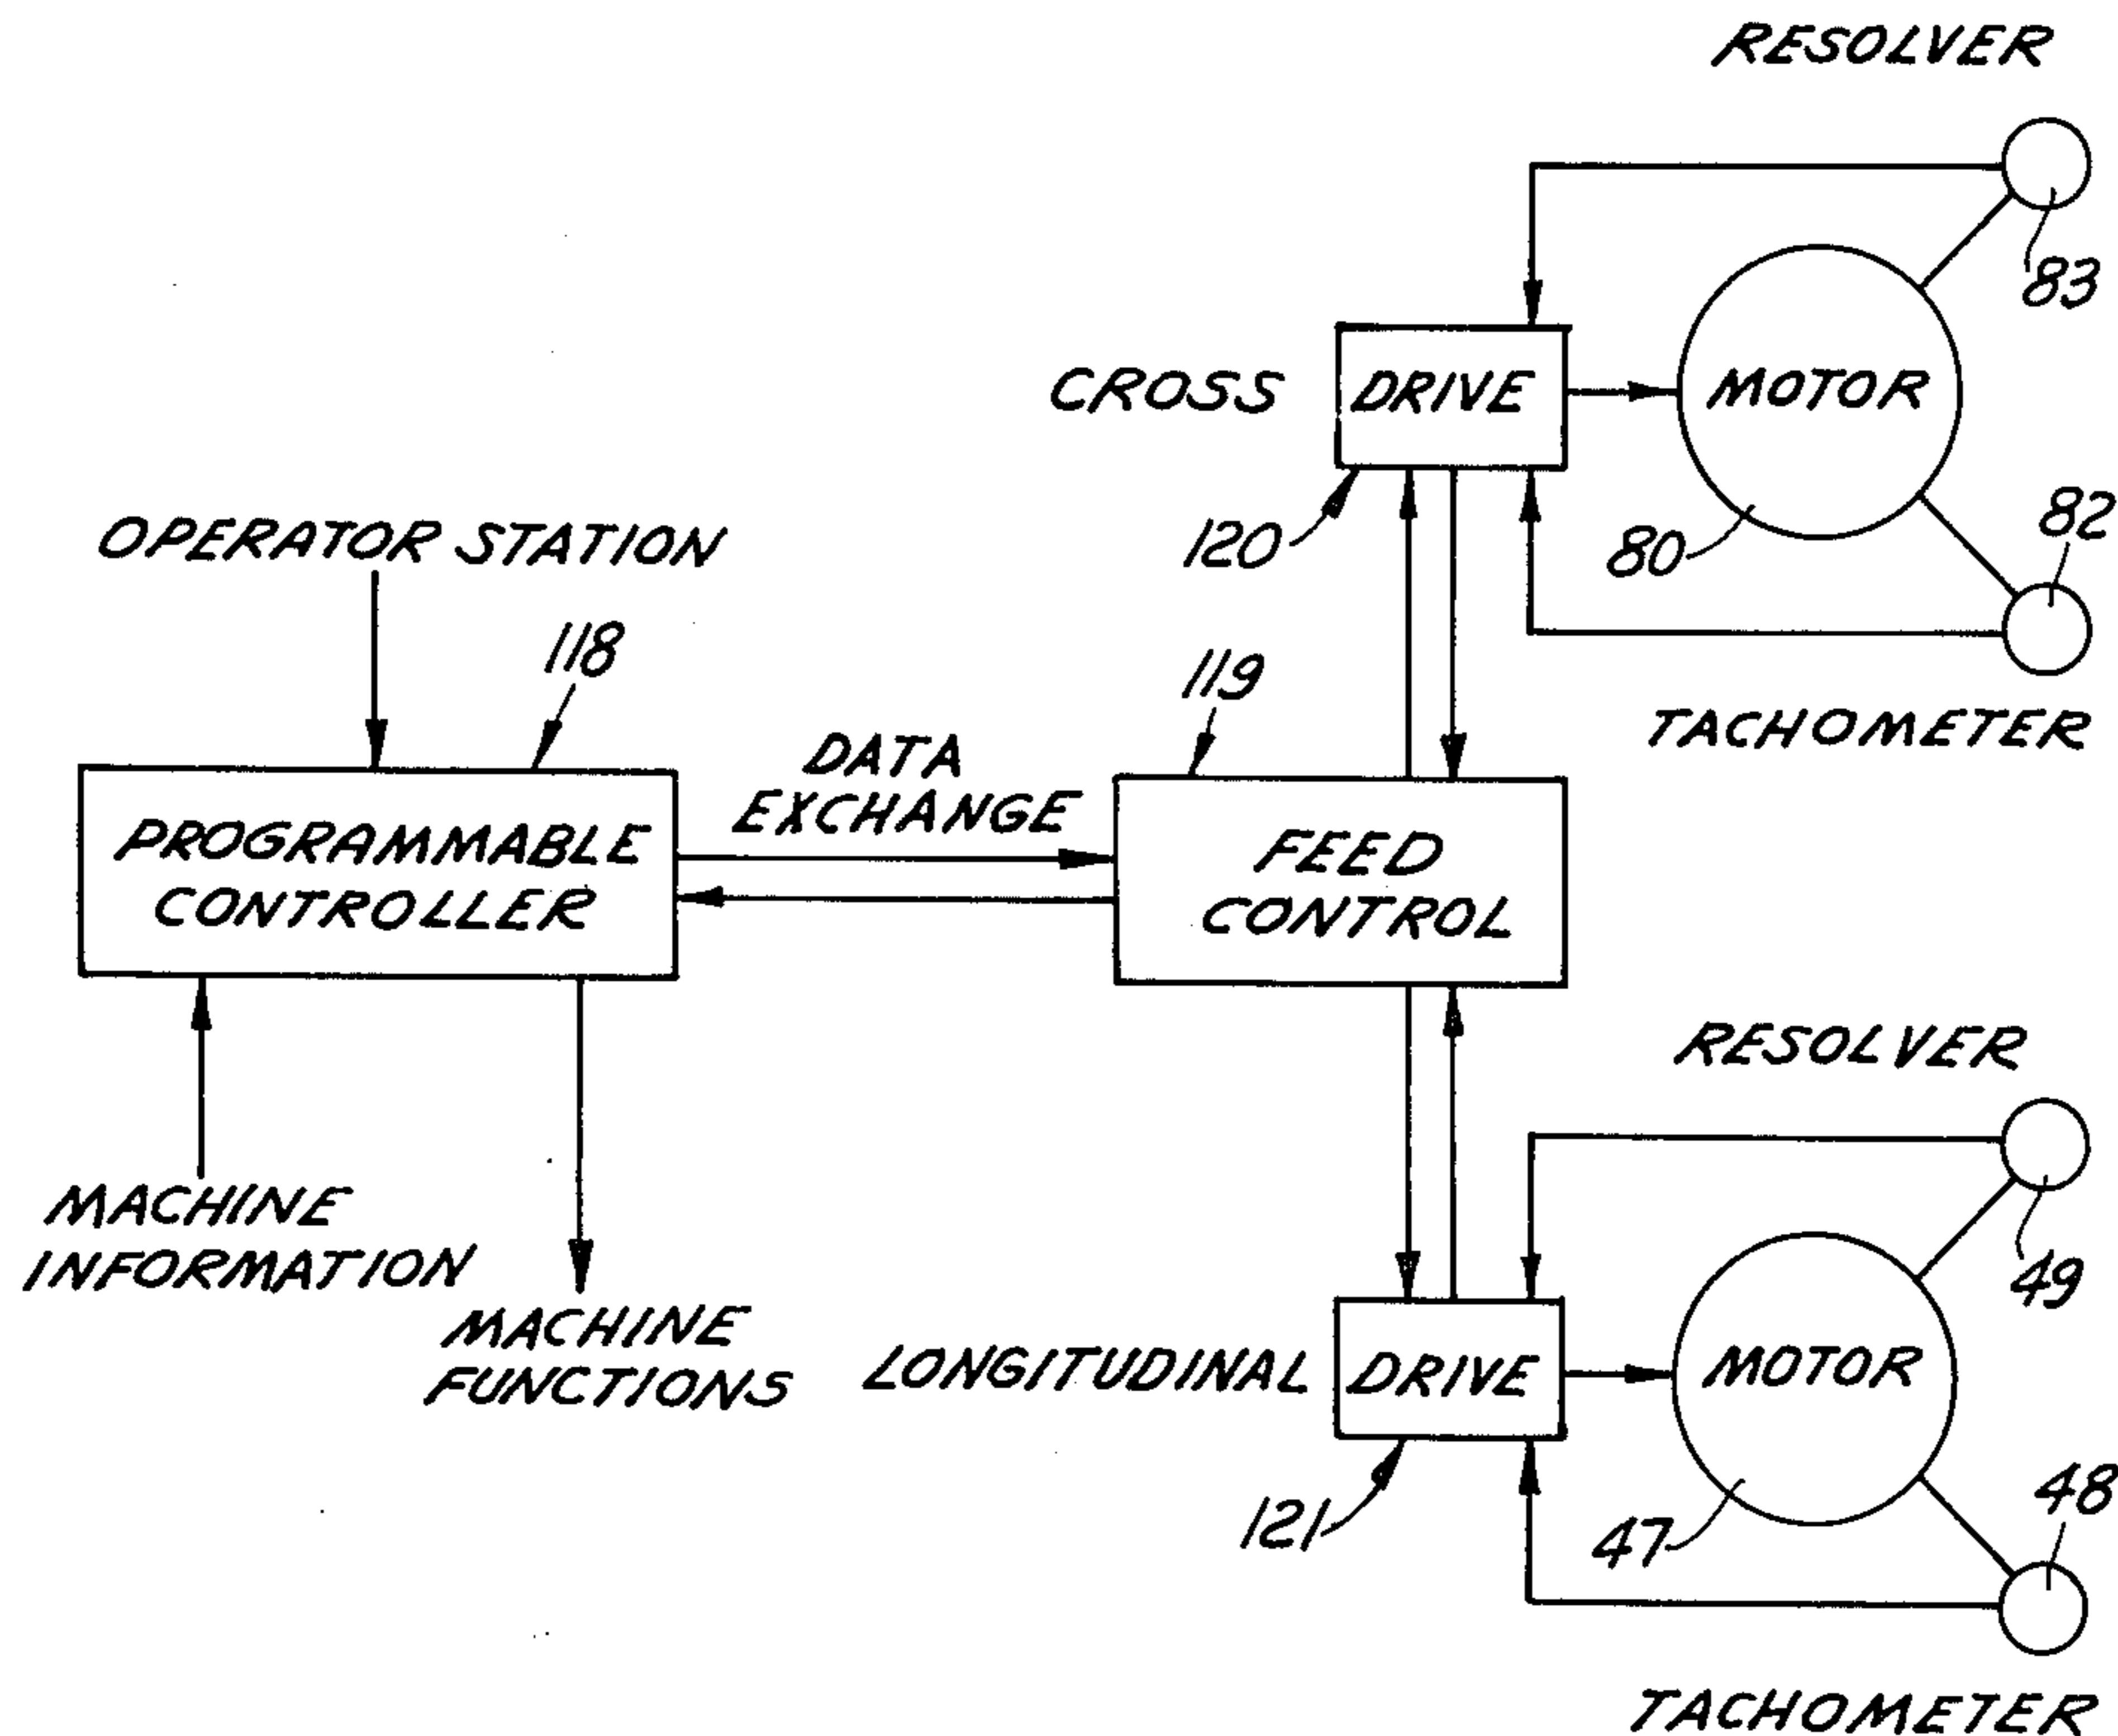 RESOLVER
83
CROSS
DRIVE
MOTOR
120
80
82
TACHOMETER
OPERATOR STATION
118
119
DATA
EXCHANGE
PROGRAMMABLE
CONTROLLER
FEED
CONTROL
MACHINE
INFORMATION
MACHINE
FUNCTIONS
RESOLVER
49
LONGITUDINAL
DRIVE
MOTOR
121
47
48
TACHOMETER